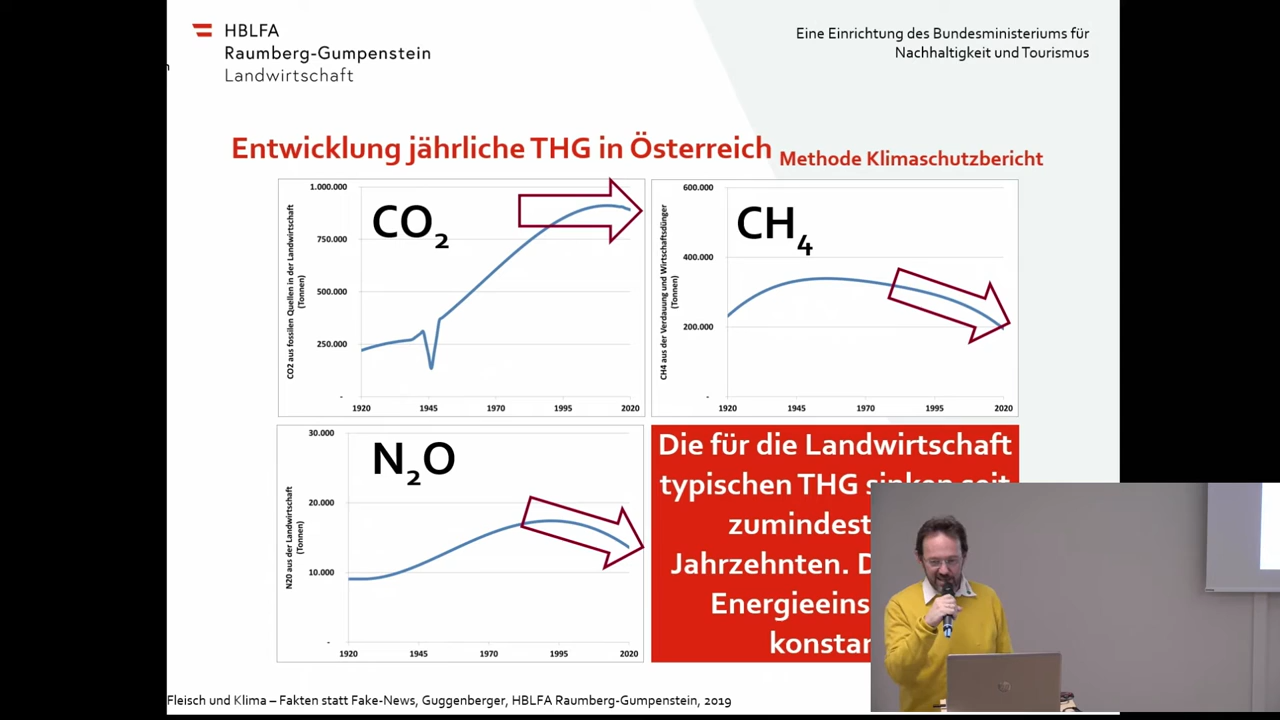 HBLFA
Raumberg-Gumpenstein
Landwirtschaft
Eine Einrichtung des Bundesministeriums für
Nachhaltigkeit und Tourismus
Entwicklung jährliche THG in Österreich Methode Klimaschutzbericht
CO2
CO2 aus fossilen Quellen in der Landwirtschaft
(Tonnen)
1.000.000
750.000
500.000
250.000
-
1920 1945 1970 1995 2020
CH4
CH4 aus der Verdauung und Wirtschaftsdünger
(Tonnen)
600.000
400.000
200.000
-
1920 1945 1970 1995 2020
N2O
N20 aus der Landwirtschaft
(Tonnen)
30.000
20.000
10.000
-
1920 1945 1970 1995 2020
Die für die Landwirtschaft
typischen THG sinken seit
zumindest
Jahrzehnten.
Energieeins
konstan
Fleisch und Klima – Fakten statt Fake-News, Guggenberger, HBLFA Raumberg-Gumpenstein, 2019